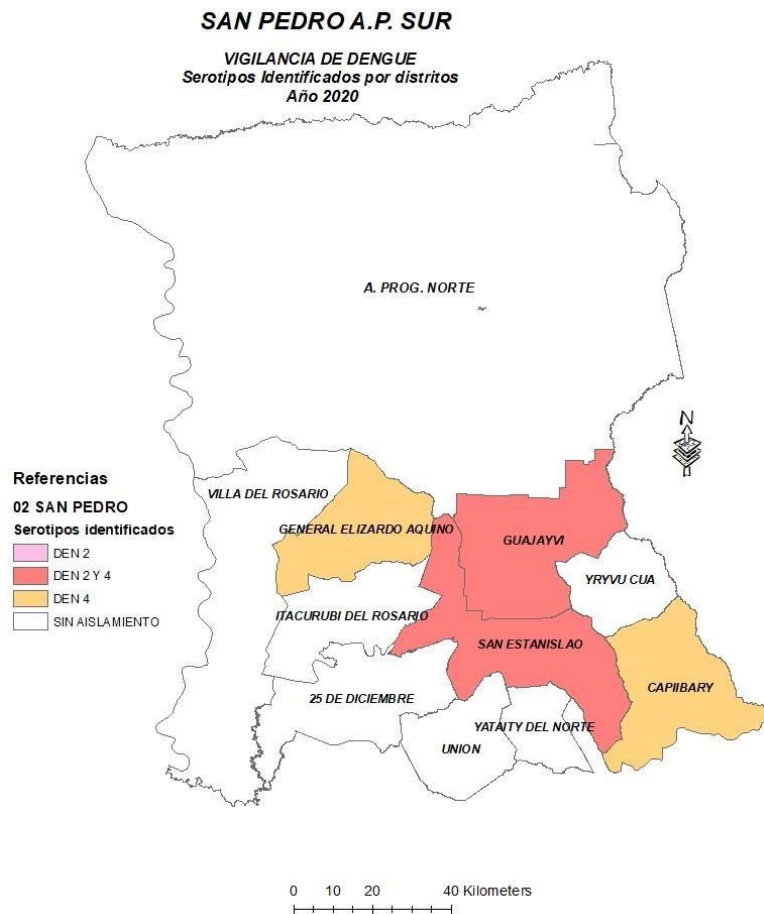 SAN PEDRO A.P. SUR
VIGILANCIA DE DENGUE
Serotipos Identificados por distritos
Año 2020
A. PROG. NORTE
N
Referencias
02 SAN PEDRO
Serotipos identificados
DEN 2
DEN 2 Y 4
DEN 4
SIN AISLAMIENTO
VILLA DEL ROSARIO
GENERAL ELIZARDO AQUINO
GUAJAYVI
YRYVU CUA
ITACURUBI DEL ROSARIO
SAN ESTANISLAO
CAPIIBARY
25 DE DICIEMBRE
YATAITY DEL NORTE
UNION
0 10 20 40 Kilometers